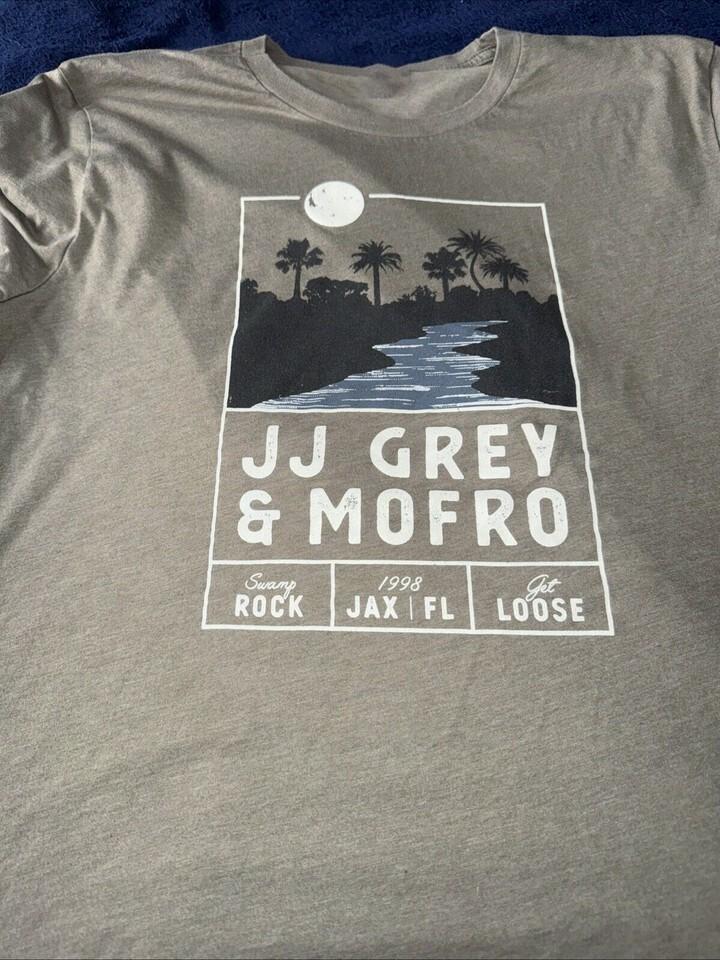 JJ GREY
& MOFRO
Swamp 1998 Get
ROCK JAX | FL LOOSE